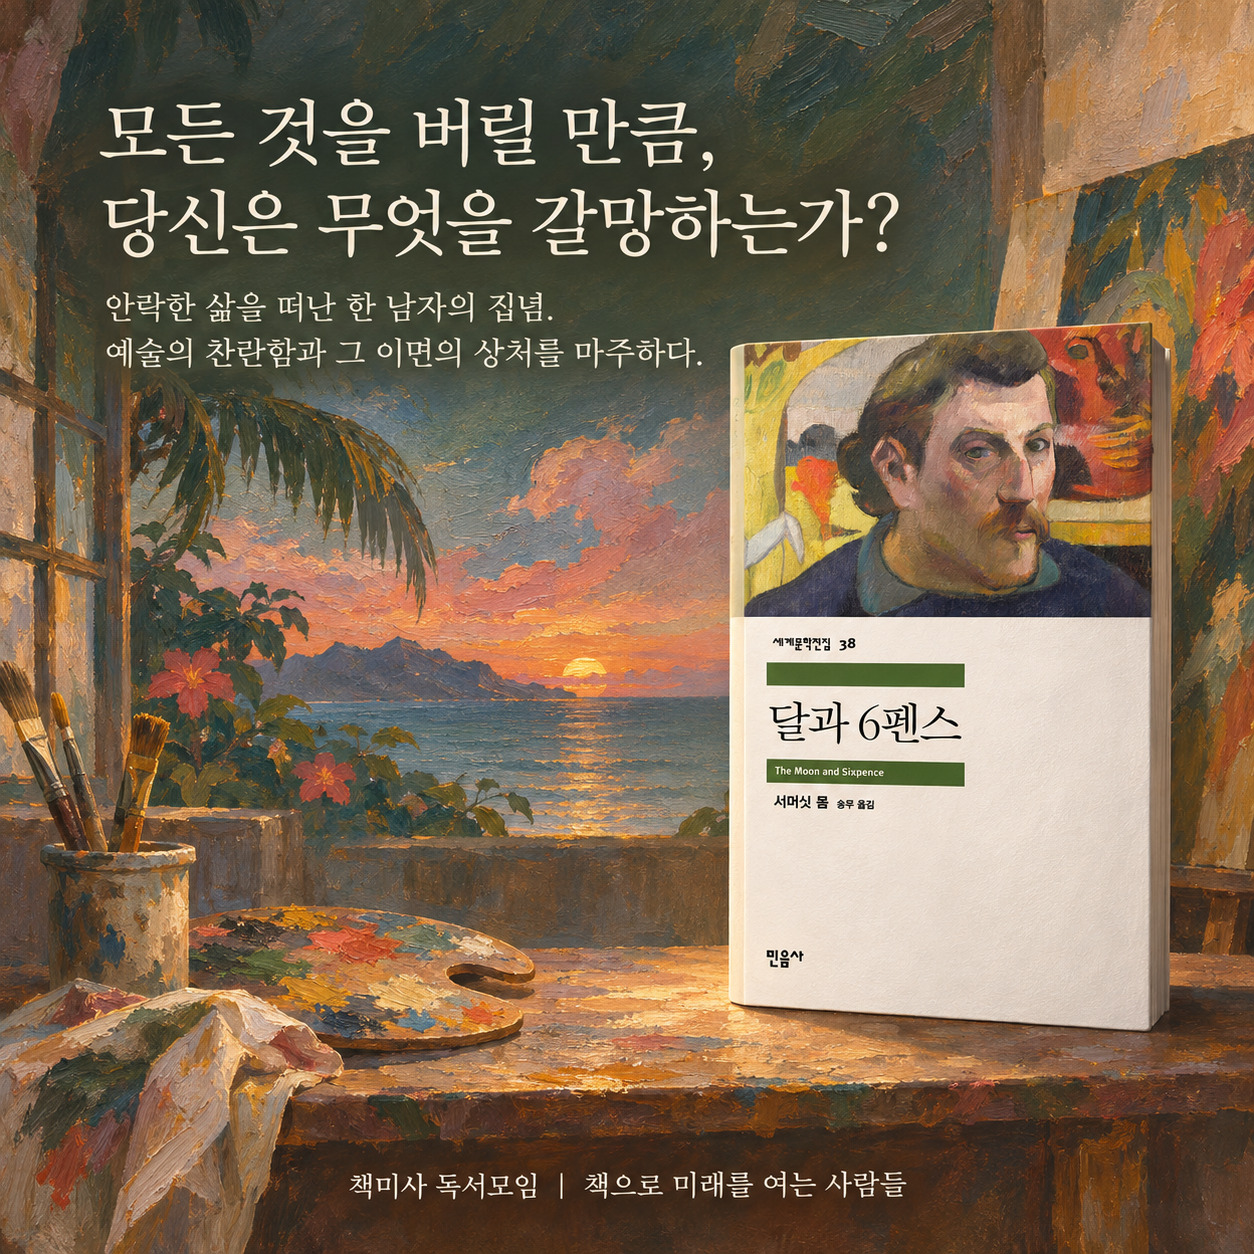 모든 것을 버릴 만큼,
당신은 무엇을 갈망하는가?
안락한 삶을 떠난 한 남자의 집념.
예술의 찬란함과 그 이면의 상처를 마주하다.
세계문학전집 38
달과 6펜스
The Moon and Sixpence
서머싯 몸 송무 옮김
민음사
책미사 독서모임 | 책으로 미래를 여는 사람들